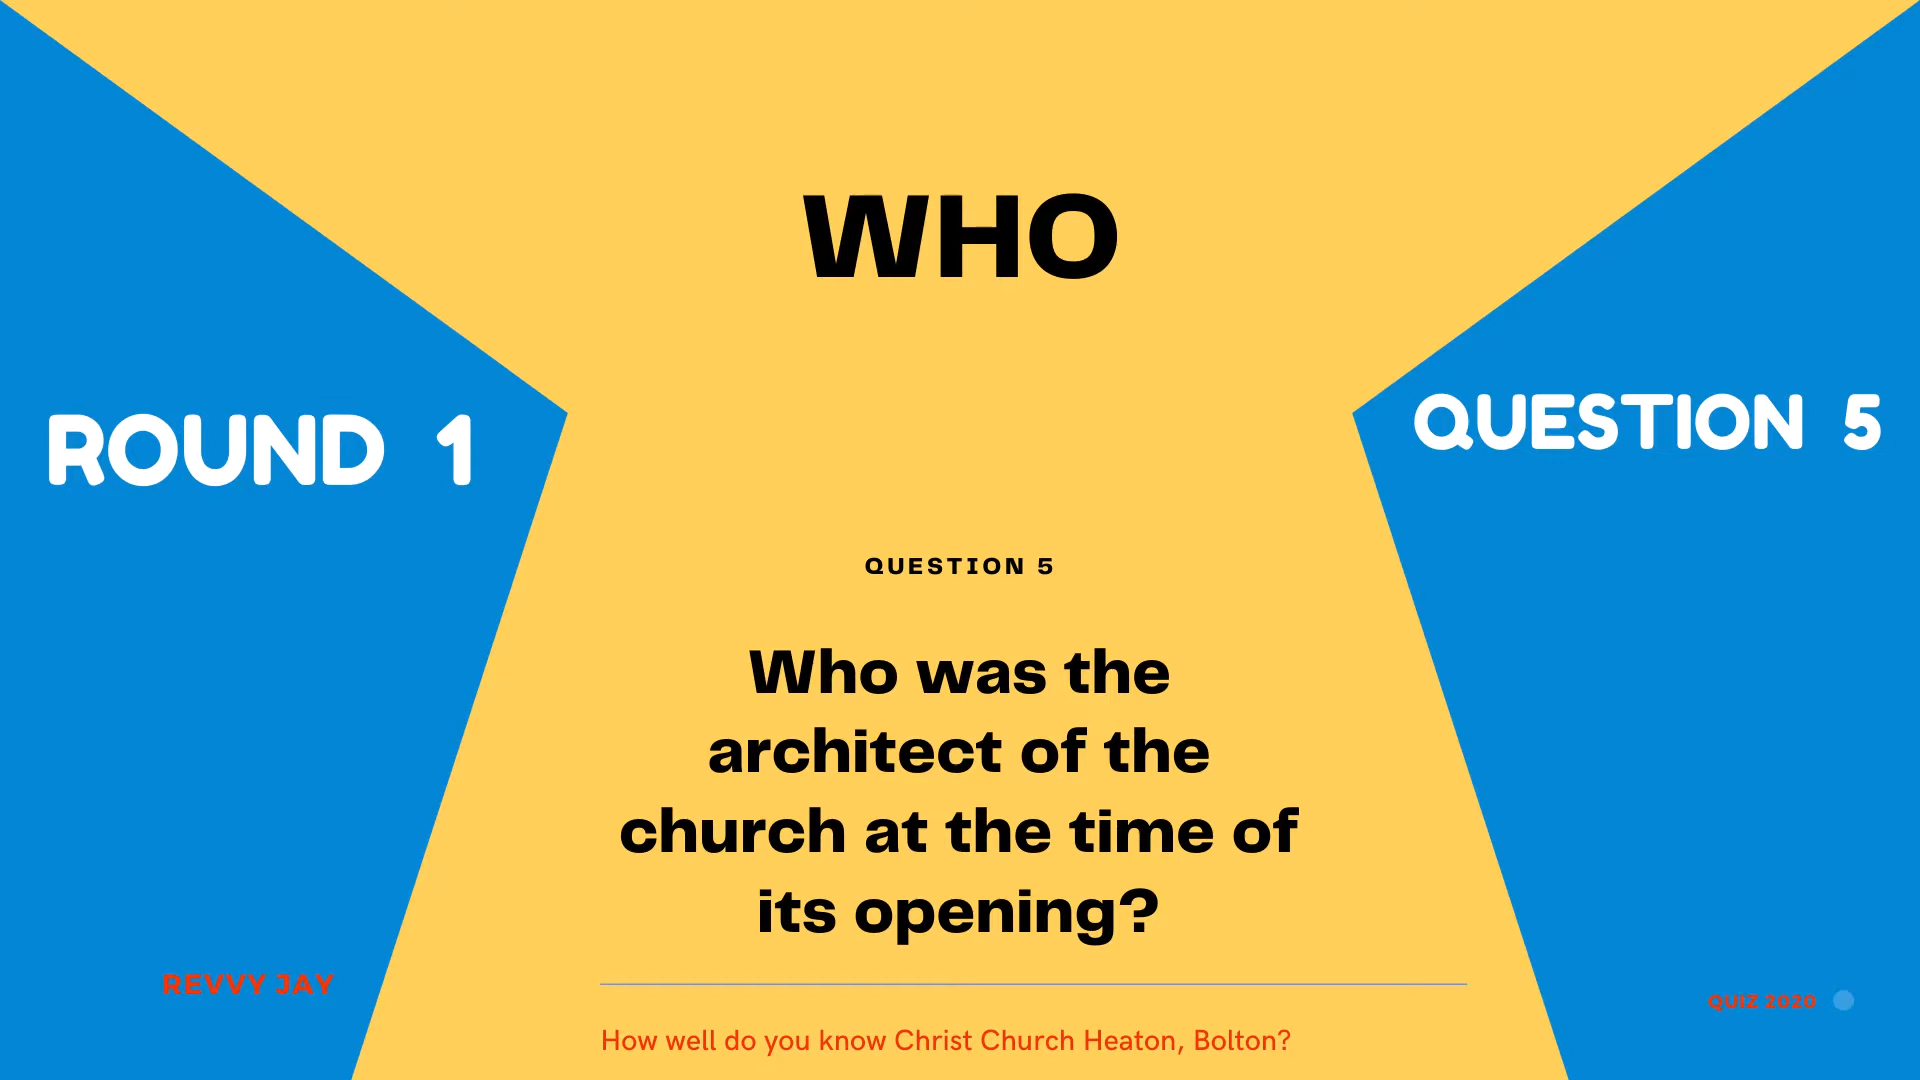 WHO
ROUND 1
QUESTION 5
QUESTION 5
Who was the
architect of the
church at the time of
its opening?
REVVY JAY
QUIZ 2020
How well do you know Christ Church Heaton, Bolton?